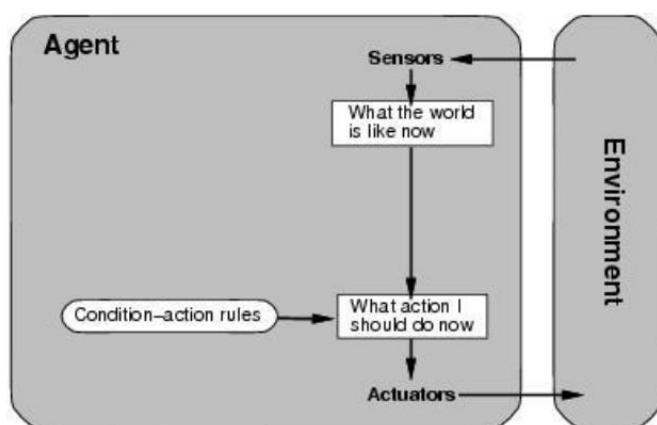 Agent
Sensors
What the world
is like now
Environment
Condition–action rules
What action I
should do now
Actuators